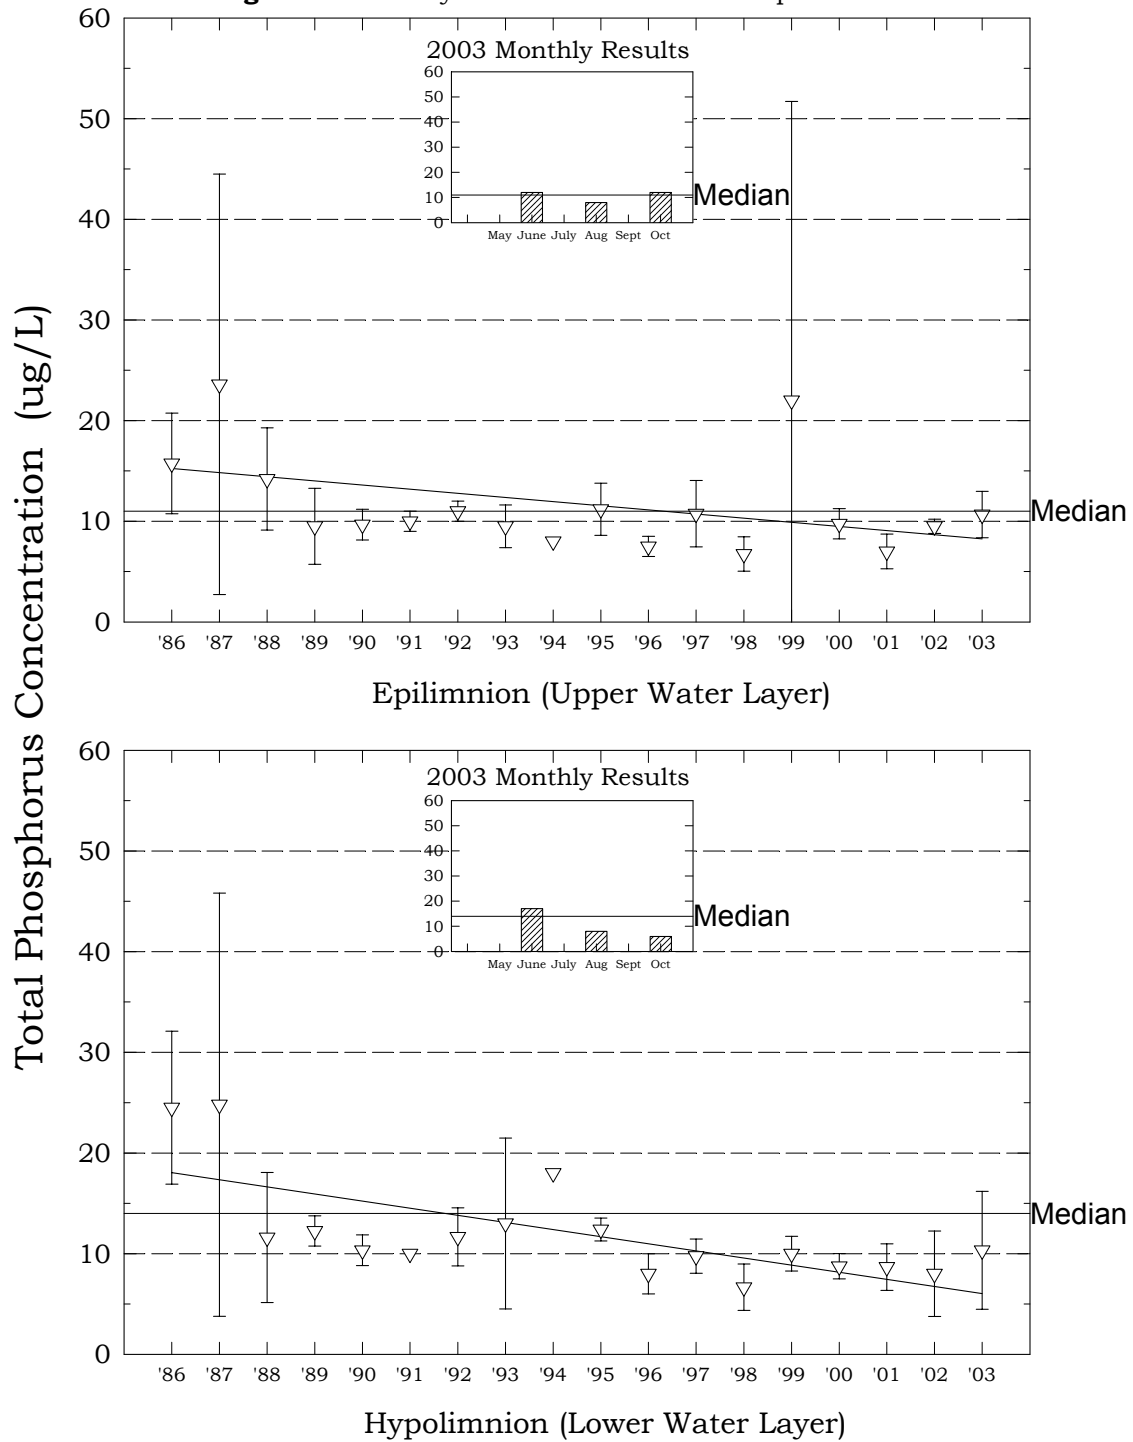 2003 Monthly Results
60
50
40
30
20
10
0
May June July Aug Sept Oct
Median
60
50
40
30
20
10
0
Median
'86 '87 '88 '89 '90 '91 '92 '93 '94 '95 '96 '97 '98 '99 '00 '01 '02 '03
Epilimnion (Upper Water Layer)
Total Phosphorus Concentration (ug/L)
2003 Monthly Results
60
50
40
30
20
10
0
May June July Aug Sept Oct
Median
60
50
40
30
20
10
0
Median
'86 '87 '88 '89 '90 '91 '92 '93 '94 '95 '96 '97 '98 '99 '00 '01 '02 '03
Hypolimnion (Lower Water Layer)